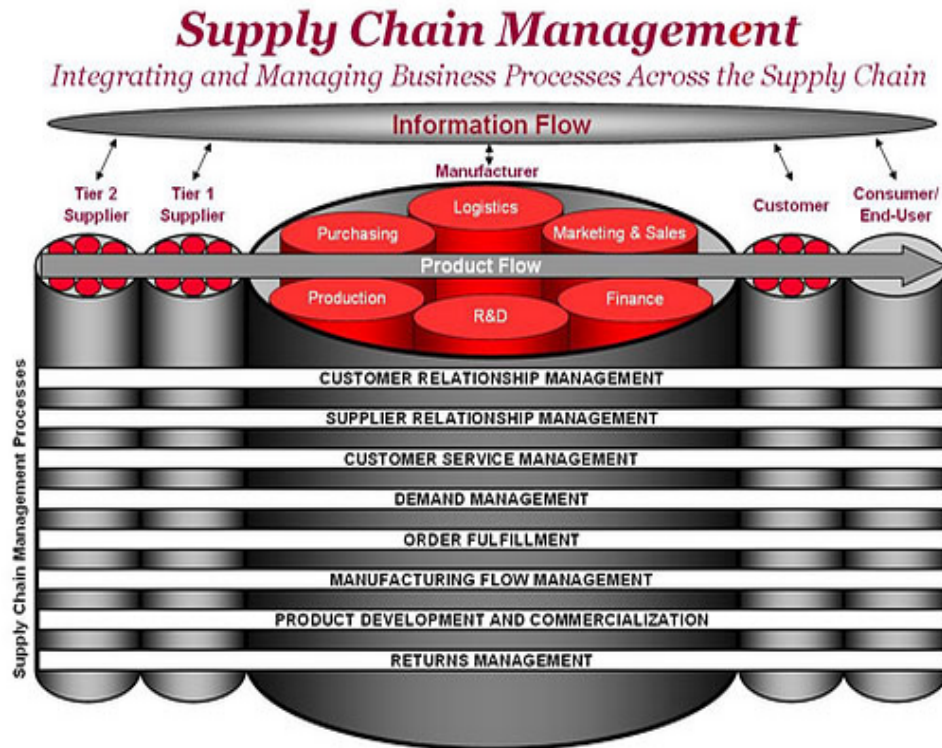 Supply Chain Management
Integrating and Managing Business Processes Across the Supply Chain
Information Flow
Tier 2
Supplier
Tier 1
Supplier
Manufacturer
Customer
Consumer/
End-User
Logistics
Purchasing
Marketing & Sales
Product Flow
Production
R&D
Finance
Supply Chain Management Processes
CUSTOMER RELATIONSHIP MANAGEMENT
SUPPLIER RELATIONSHIP MANAGEMENT
CUSTOMER SERVICE MANAGEMENT
DEMAND MANAGEMENT
ORDER FULFILLMENT
MANUFACTURING FLOW MANAGEMENT
PRODUCT DEVELOPMENT AND COMMERCIALIZATION
RETURNS MANAGEMENT